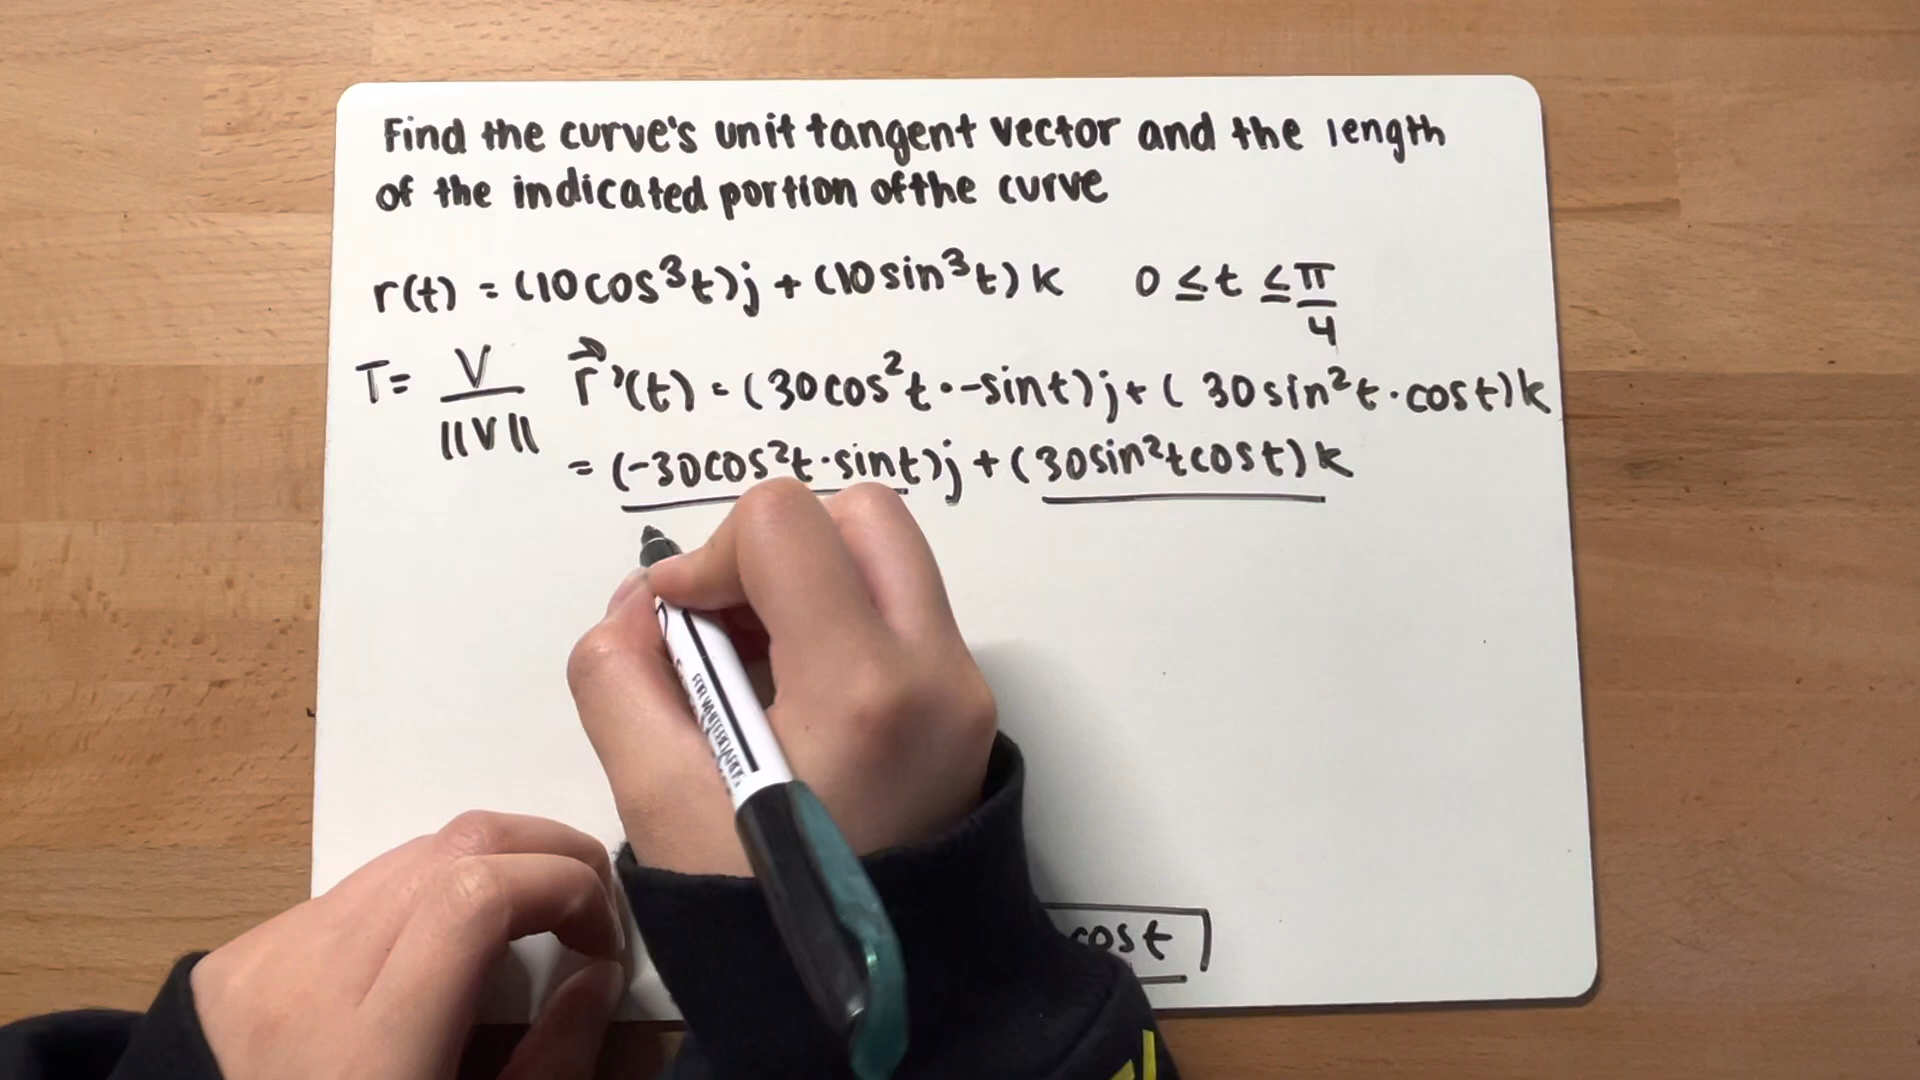 Find the curve's unit tangent vector and the length
of the indicated portion of the curve
r(t) = (10cos³t)j + (10sin³t)k 0 ≤ t ≤ π/4
T = V/||V|| r⃗'(t) = (30cos²t·-sint)j + (30sin²t·cost)k
= (-30cos²t·sint)j + (30sin²tcost)k
cost